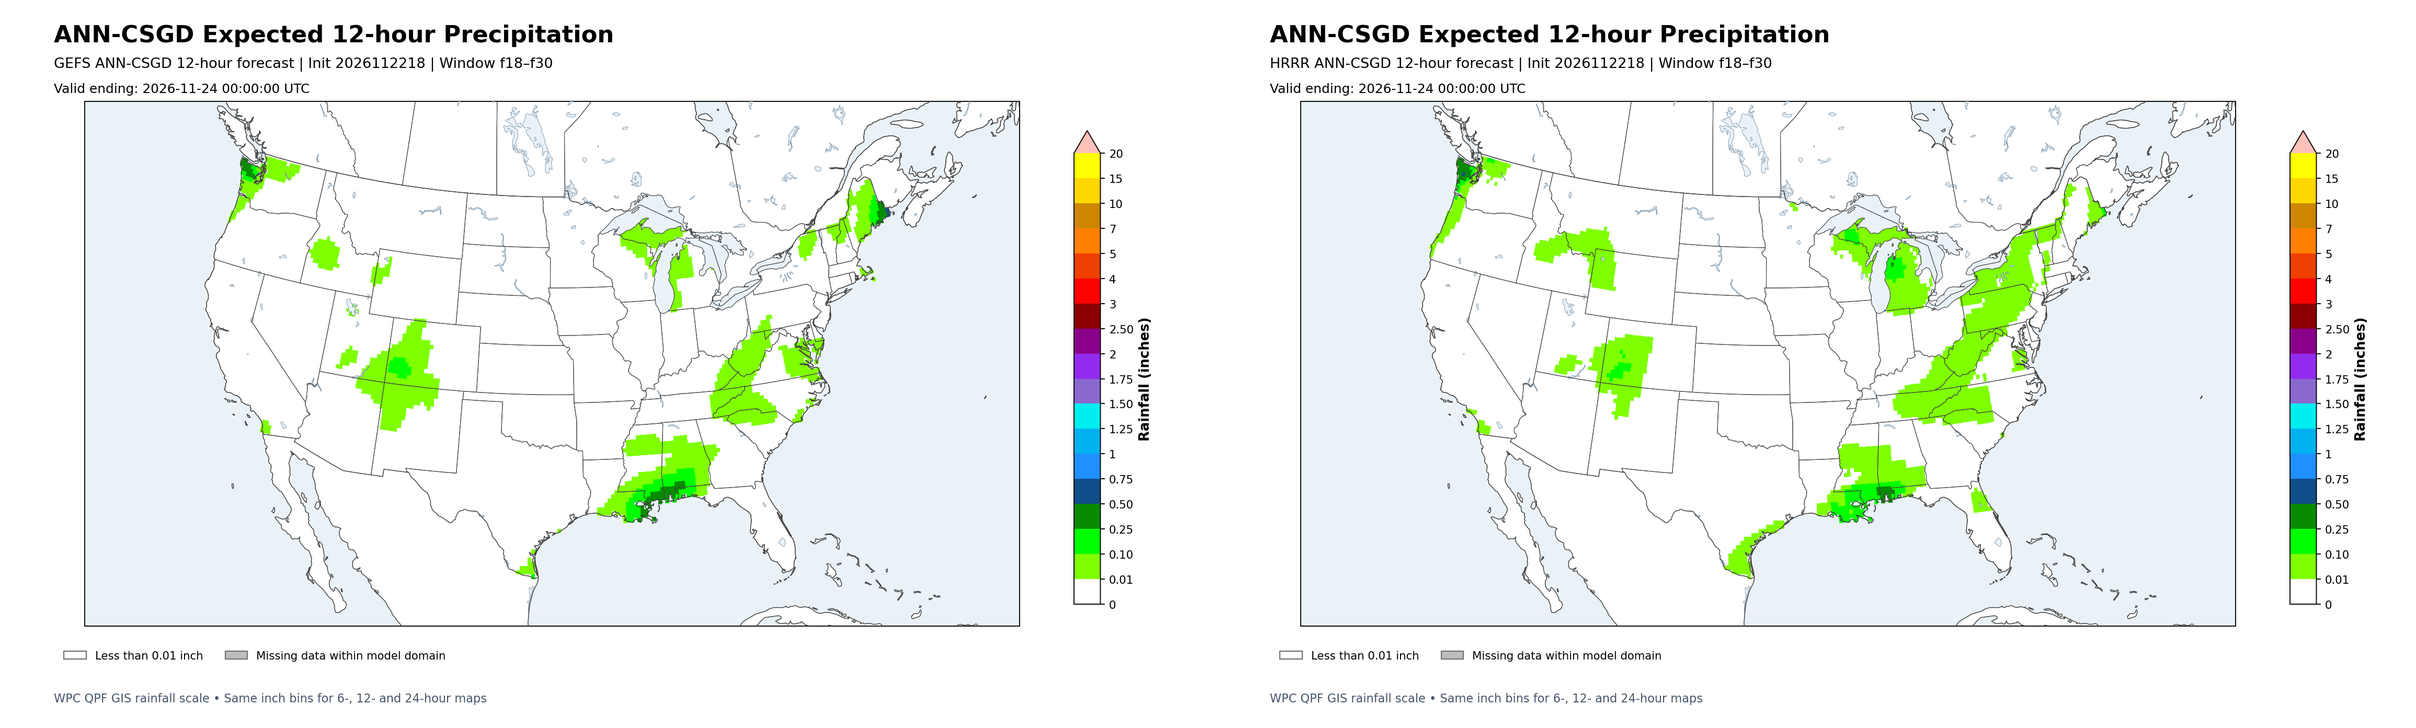 ANN-CSGD Expected 12-hour Precipitation
GEFS ANN-CSGD 12-hour forecast | Init 2026112218 | Window f18–f30
Valid ending: 2026-11-24 00:00:00 UTC
20
15
10
7
5
4
3
2.50
2
1.75
1.50
1.25
1
0.75
0.50
0.25
0.10
0.01
0
Rainfall (inches)
Less than 0.01 inch
Missing data within model domain
WPC QPF GIS rainfall scale • Same inch bins for 6-, 12- and 24-hour maps
ANN-CSGD Expected 12-hour Precipitation
HRRR ANN-CSGD 12-hour forecast | Init 2026112218 | Window f18–f30
Valid ending: 2026-11-24 00:00:00 UTC
20
15
10
7
5
4
3
2.50
2
1.75
1.50
1.25
1
0.75
0.50
0.25
0.10
0.01
0
Rainfall (inches)
Less than 0.01 inch
Missing data within model domain
WPC QPF GIS rainfall scale • Same inch bins for 6-, 12- and 24-hour maps